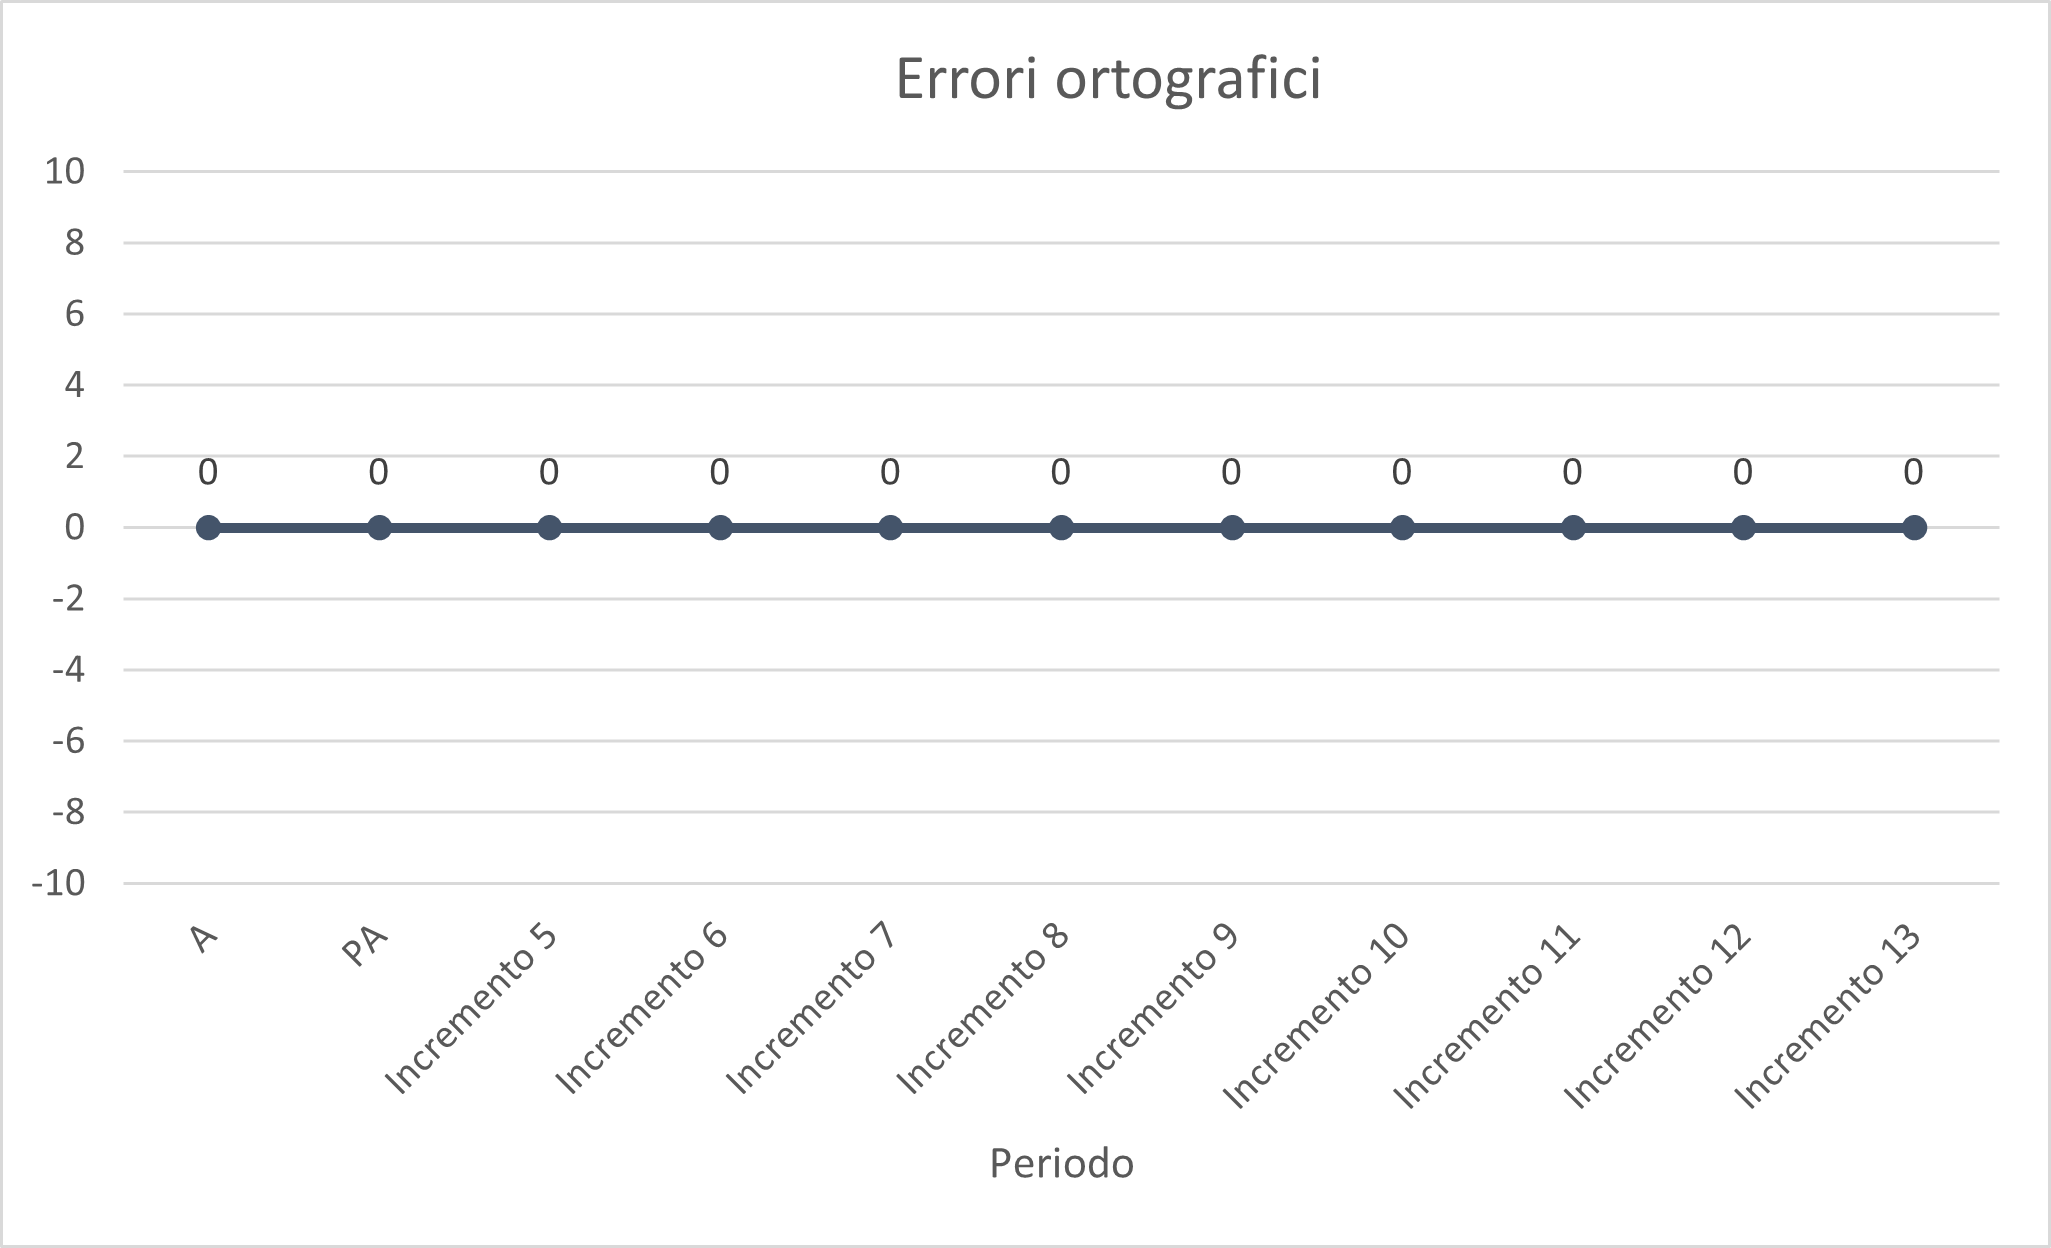 Errori ortografici
10
8
6
4
2
0 0 0 0 0 0 0 0 0 0 0
0
-2
-4
-6
-8
-10
A PA Incremento 5 Incremento 6 Incremento 7 Incremento 8 Incremento 9 Incremento 10 Incremento 11 Incremento 12 Incremento 13
Periodo